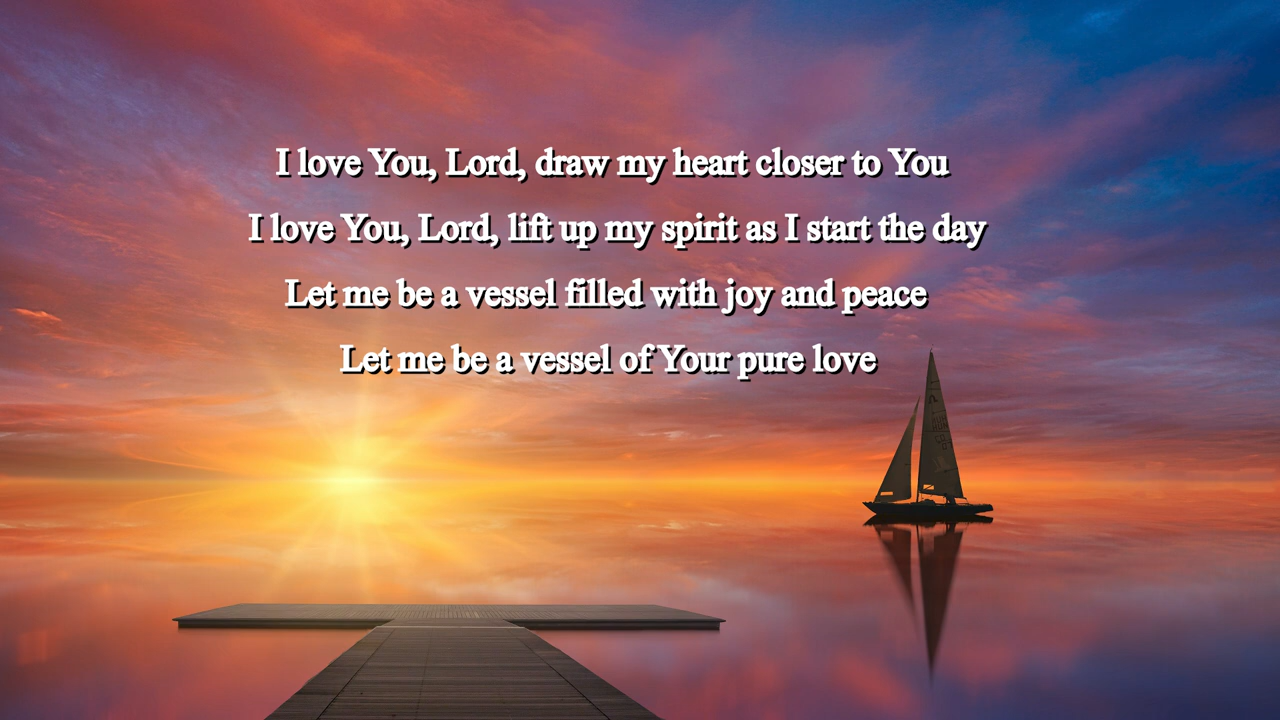 I love You, Lord, draw my heart closer to You
I love You, Lord, lift up my spirit as I start the day
Let me be a vessel filled with joy and peace
Let me be a vessel of Your pure love